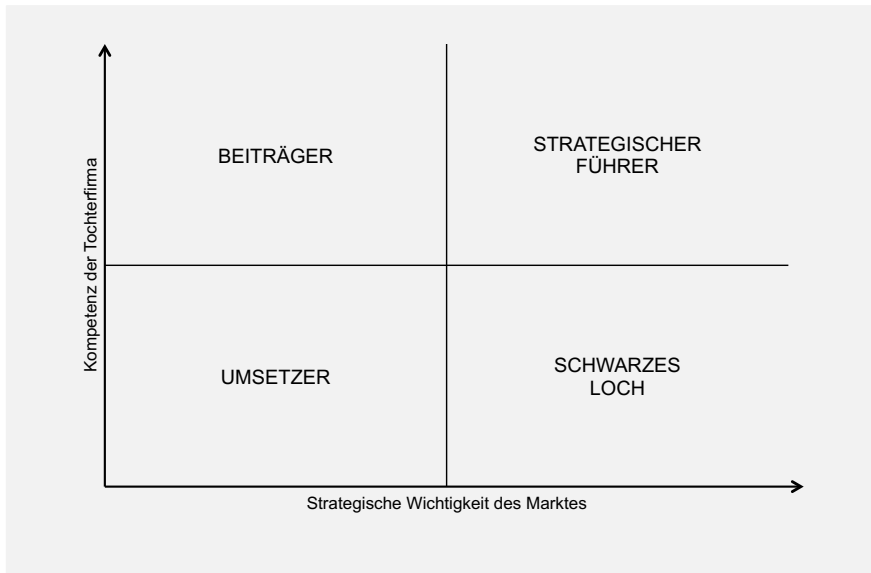 BEITRÄGER
STRATEGISCHER
FÜHRER
Kompetenz der Tochterfirma
UMSETZER
SCHWARZES
LOCH
Strategische Wichtigkeit des Marktes